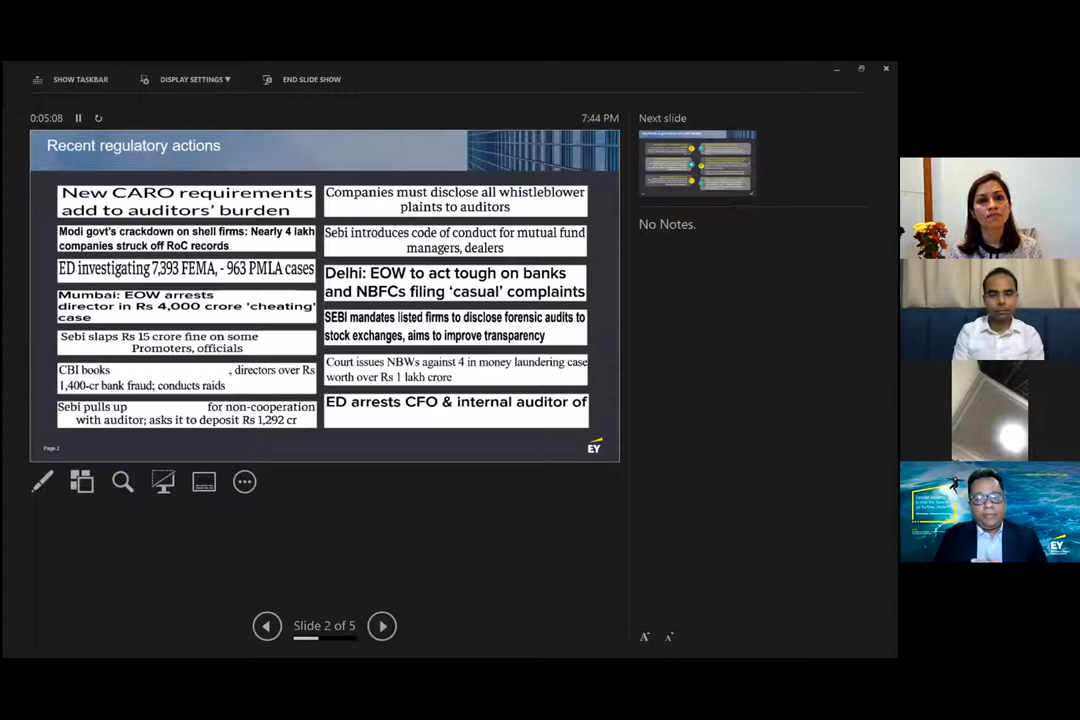 SHOW TASKBAR
DISPLAY SETTINGS ▼
END SLIDE SHOW
0:05:08
7:44 PM
Next slide
No Notes.
Recent regulatory actions
New CARO requirements
add to auditors' burden
Modi govt's crackdown on shell firms: Nearly 4 lakh
companies struck off RoC records
ED investigating 7,393 FEMA, - 963 PMLA cases
Mumbai: EOW arrests
director in Rs 4,000 crore 'cheating'
case
Sebi slaps Rs 15 crore fine on some
Promoters, officials
CBI books , directors over Rs
1,400-cr bank fraud; conducts raids
Sebi pulls up for non-cooperation
with auditor; asks it to deposit Rs 1,292 cr
Companies must disclose all whistleblower
plaints to auditors
Sebi introduces code of conduct for mutual fund
managers, dealers
Delhi: EOW to act tough on banks
and NBFCs filing 'casual' complaints
SEBI mandates listed firms to disclose forensic audits to
stock exchanges, aims to improve transparency
Court issues NBWs against 4 in money laundering case
worth over Rs 1 lakh crore
ED arrests CFO & internal auditor of
Page 2
EY
Slide 2 of 5
A A
EY